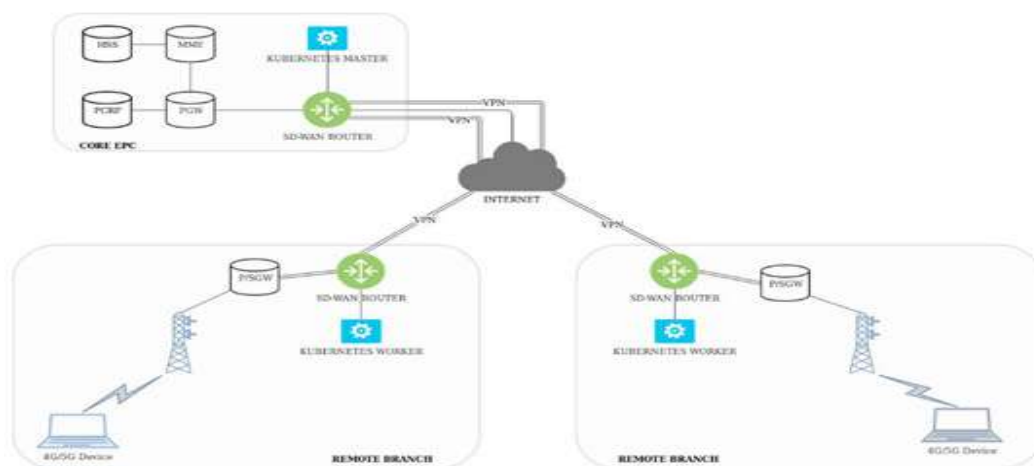 HSS
MME
KUBERNETES MASTER
PCRF
PGW
SD-WAN ROUTER
CORE EPC
VPN
VPN
INTERNET
VPN
VPN
P/SGW
SD-WAN ROUTER
KUBERNETES WORKER
4G/5G Device
REMOTE BRANCH
SD-WAN ROUTER
P/SGW
KUBERNETES WORKER
4G/5G Device
REMOTE BRANCH